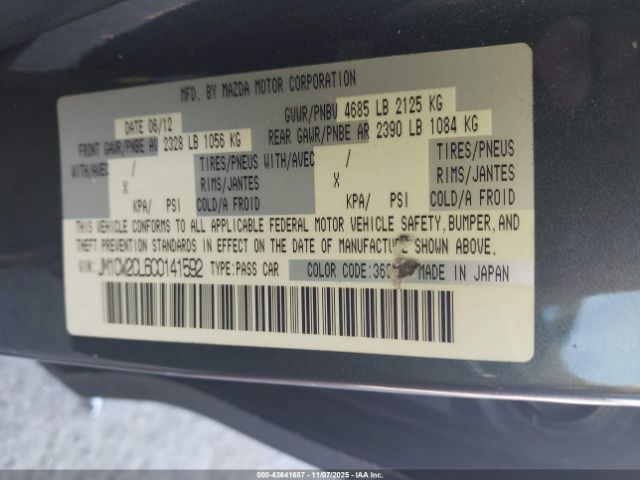 MFD. BY MAZDA MOTOR CORPORATION
DATE 06/12 GVWR/PNBV 4685 LB 2125 KG
FRONT GAWR/PNBE AV 2328 LB 1056 KG REAR GAWR/PNBE AR 2390 LB 1084 KG
WITH/AVEC / TIRES/PNEUS WITH/AVEC / TIRES/PNEUS
X RIMS/JANTES X RIMS/JANTES
KPA/ PSI COLD/A FROID KPA/ PSI COLD/A FROID
THIS VEHICLE CONFORMS TO ALL APPLICABLE FEDERAL MOTOR VEHICLE SAFETY, BUMPER, AND
THEFT PREVENTION STANDARDS IN EFFECT ON THE DATE OF MANUFACTURE SHOWN ABOVE.
VIN: JM1CW2CL6C0141592 TYPE:PASS CAR COLOR CODE:36 MADE IN JAPAN
000-43641687 - 11/07/2025 - IAAI.COM